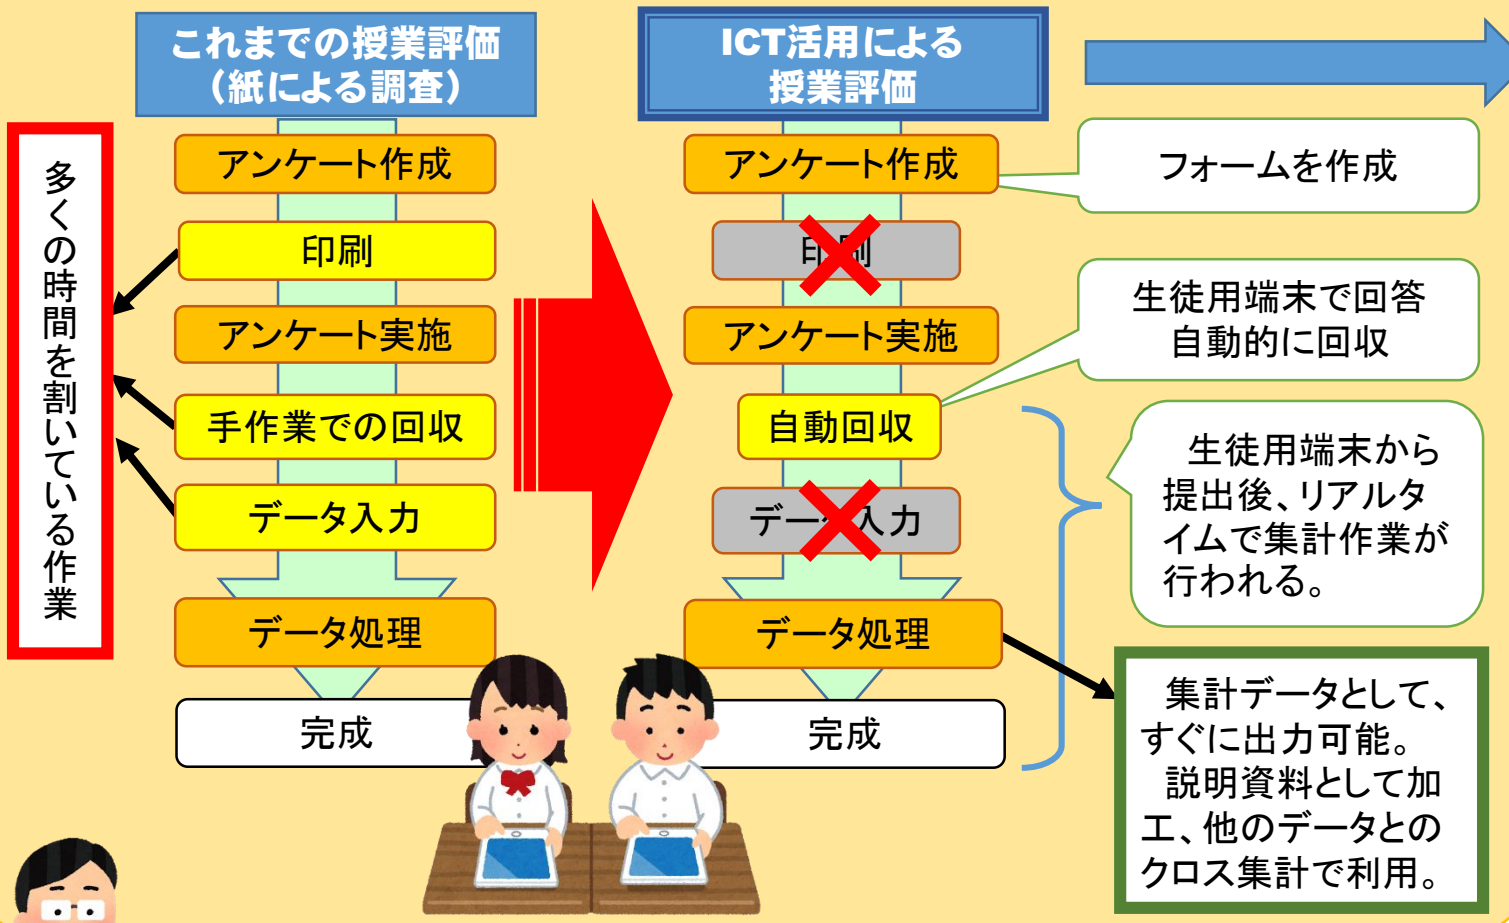 これまでの授業評価
（紙による調査）
多くの時間を割いている作業
アンケート作成
印刷
アンケート実施
手作業での回収
データ入力
データ処理
完成
ICT活用による
授業評価
アンケート作成
印刷
アンケート実施
自動回収
データ入力
データ処理
完成
フォームを作成
生徒用端末で回答
自動的に回収
生徒用端末から
提出後、リアルタ
イムで集計作業が
行われる。
集計データとして、
すぐに出力可能。
説明資料として加
工、他のデータとの
クロス集計で利用。